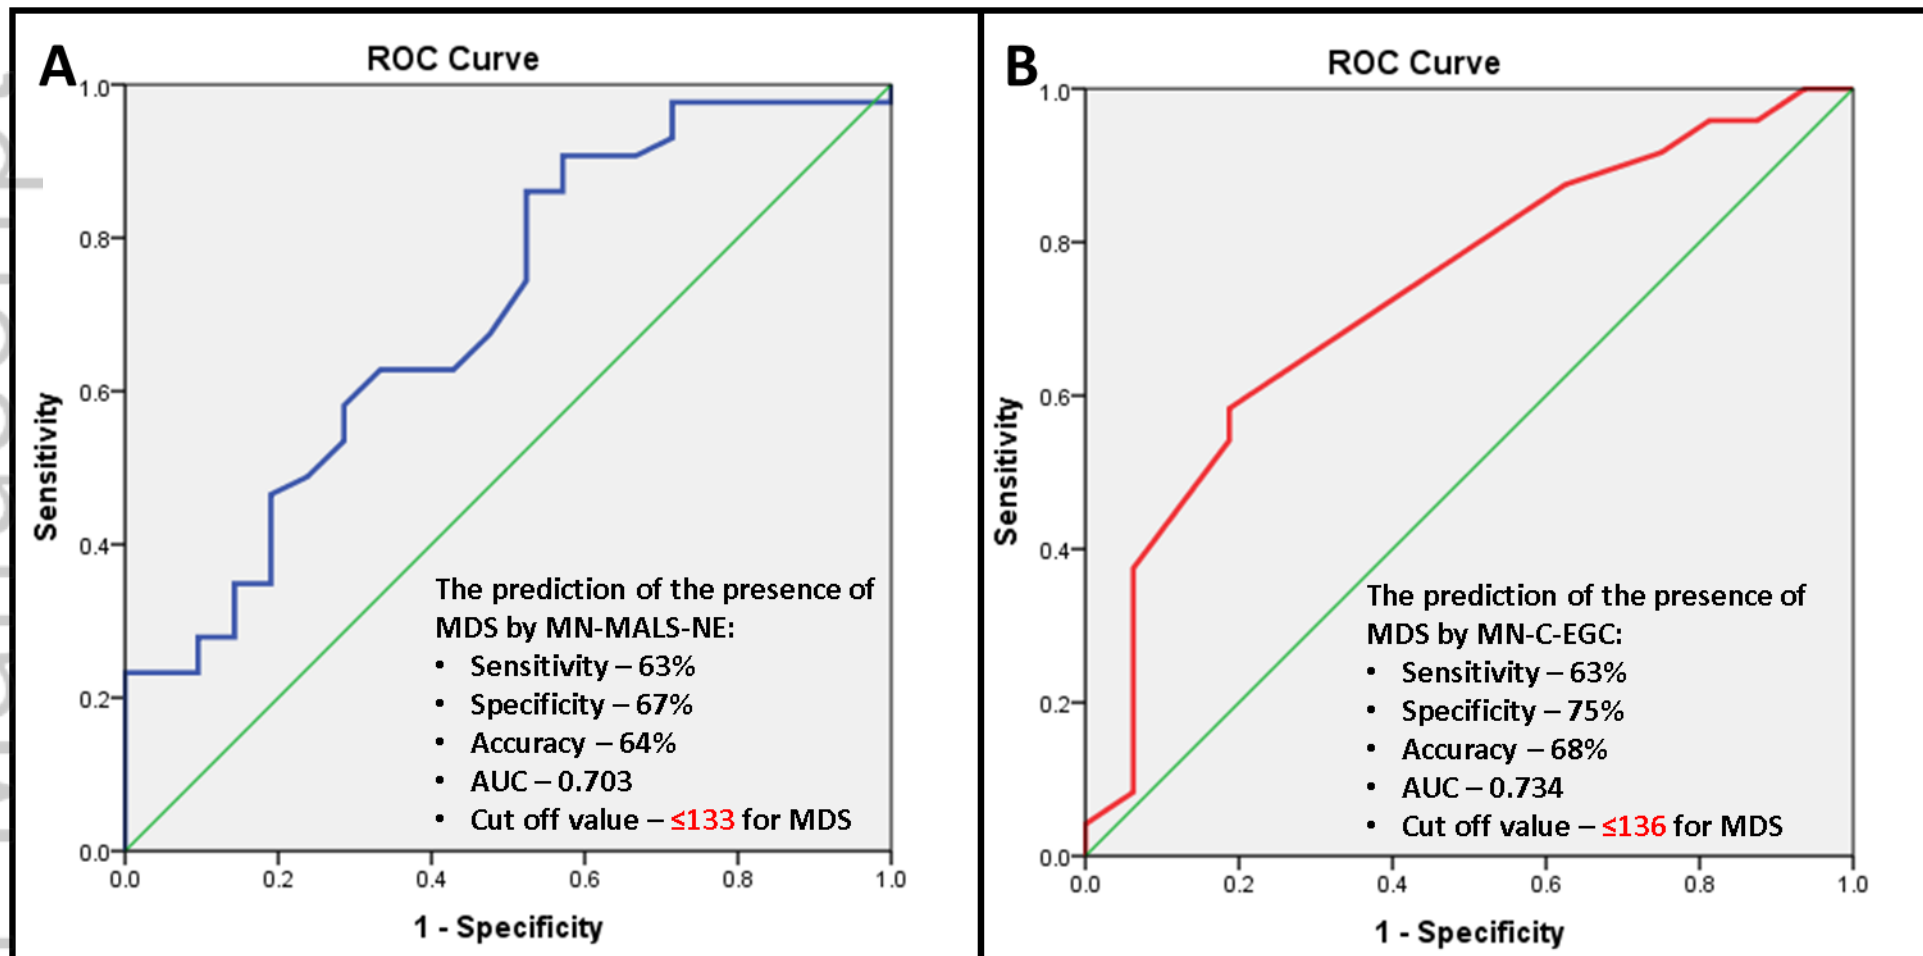 A
ROC Curve
1.0
0.8
0.6
0.4
0.2
0.0
Sensitivity
The prediction of the presence of
MDS by MN-MALS-NE:
• Sensitivity – 63%
• Specificity – 67%
• Accuracy – 64%
• AUC – 0.703
• Cut off value – ≤133 for MDS
0.0 0.2 0.4 0.6 0.8 1.0
1 - Specificity
B
ROC Curve
1.0
0.8
0.6
0.4
0.2
0.0
Sensitivity
The prediction of the presence of
MDS by MN-C-EGC:
• Sensitivity – 63%
• Specificity – 75%
• Accuracy – 68%
• AUC – 0.734
• Cut off value – ≤136 for MDS
0.0 0.2 0.4 0.6 0.8 1.0
1 - Specificity